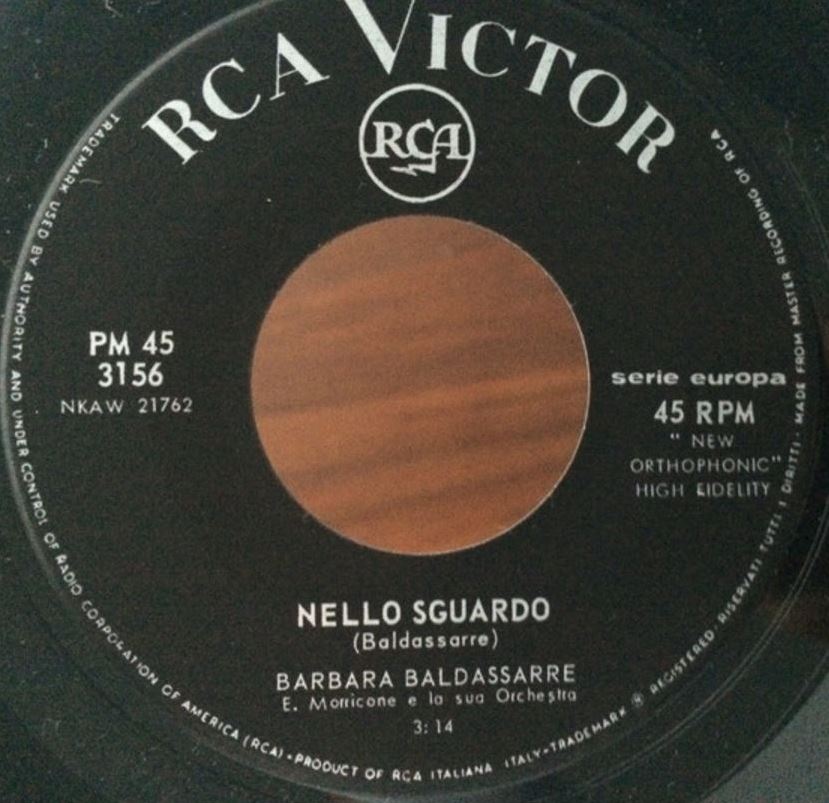 RCA VICTOR
RCA
PM 45
3156
NKAW 21762
serie europa
45 RPM
" NEW
ORTHOPHONIC"
HIGH FIDELITY
NELLO SGUARDO
(Baldassarre)
BARBARA BALDASSARRE
E. Morricone e la sua Orchestra
3:14
TRADEMARK USED BY AUTHORITY AND UNDER CONTROL OF RADIO CORPORATION OF AMERICA (RCA) • PRODUCT OF RCA ITALIANA ITALY • TRADEMARK ® REGISTERED RISERVATI TUTTI I DIRITTI - MADE FROM MASTER RECORDING OF RCA